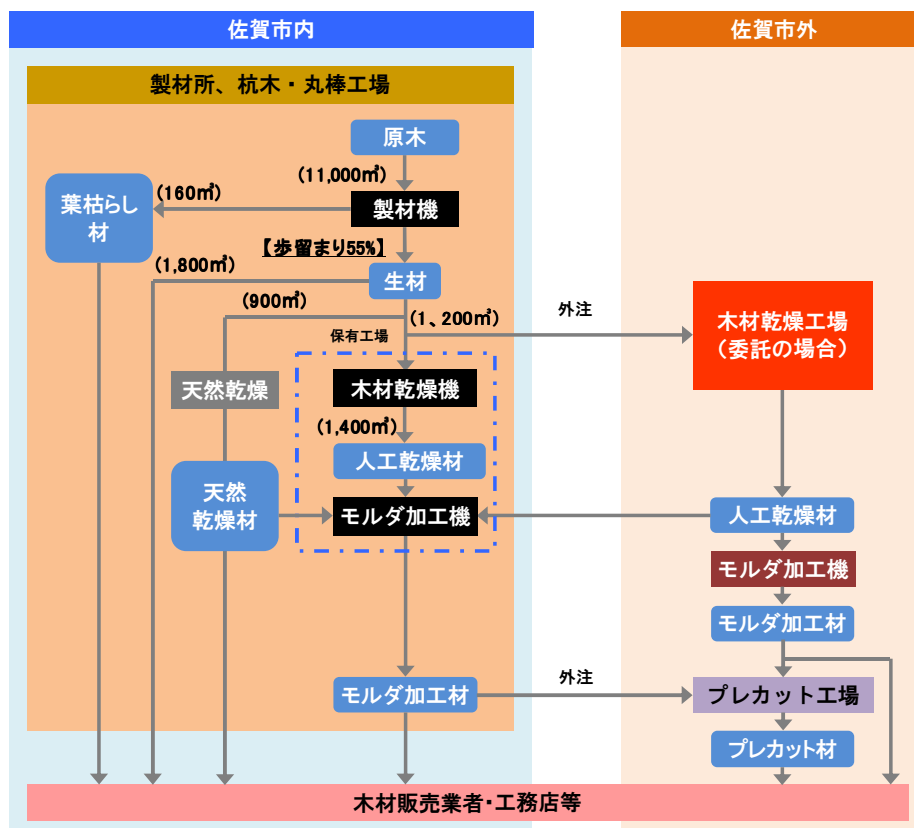 佐賀市内
佐賀市外
製材所、杭木・丸棒工場
原木
(11,000㎥)
製材機
(160㎥)
葉枯らし
材
【歩留まり55%】
生材
(1,800㎥)
(900㎥)
(1、200㎥)
外注
保有工場
木材乾燥工場
(委託の場合)
天然乾燥
木材乾燥機
(1,400㎥)
人工乾燥材
天然
乾燥材
モルダ加工機
人工乾燥材
モルダ加工機
モルダ加工材
モルダ加工材
外注
プレカット工場
プレカット材
木材販売業者・工務店等